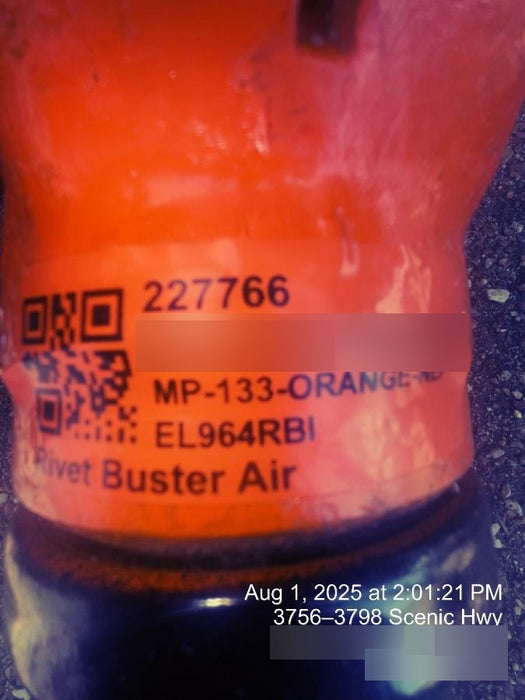 227766
MP-133-ORANGE-ND
EL964RBI
Rivet Buster Air
Aug 1, 2025 at 2:01:21 PM
3756–3798 Scenic Hwy